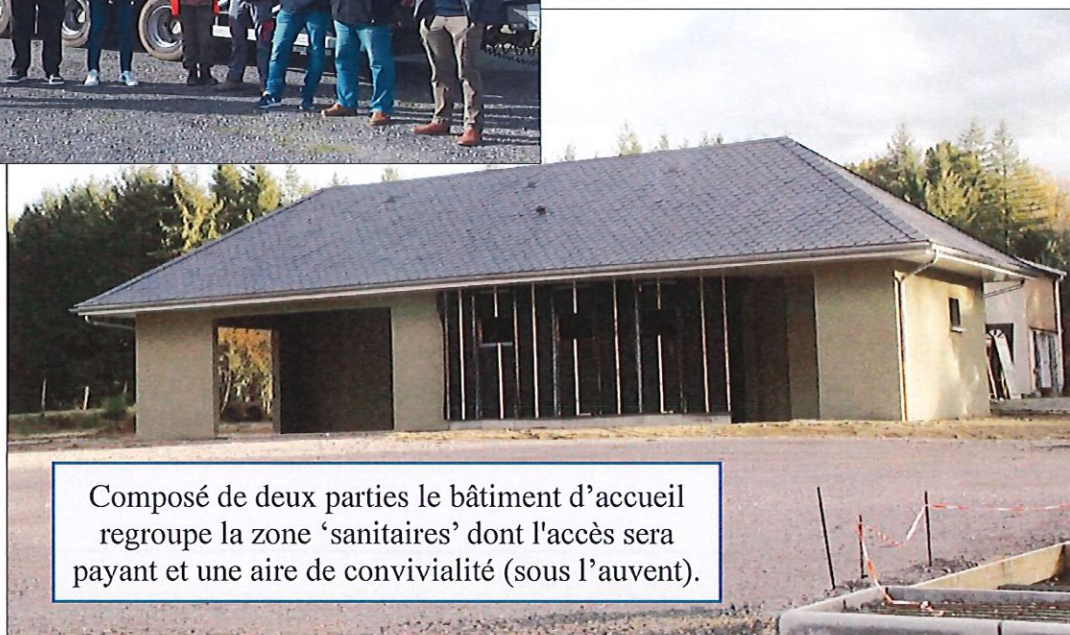 Composé de deux parties le bâtiment d’accueil
regroupe la zone ‘sanitaires’ dont l'accès sera
payant et une aire de convivialité (sous l’auvent).